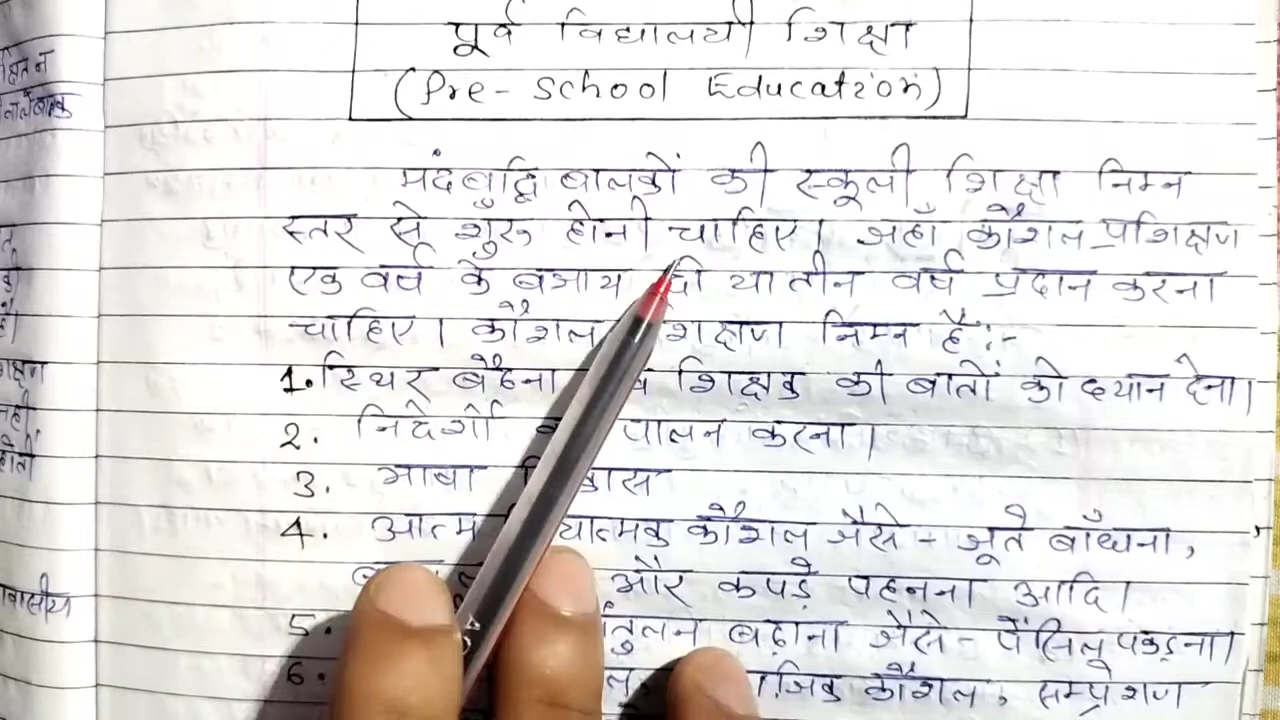 पूर्व विद्यालयी शिक्षा
(Pre-School Education)
मंदबुद्धि बालकों की स्कूली शिक्षा निम्न
स्तर से शुरू होनी चाहिए। जहाँ कौशल प्रशिक्षण
एक वर्ष के बजाय दो या तीन वर्ष प्रदान करना
चाहिए। कौशल निम्न है:-
1. स्थिर बैठना शिक्षक की बातों को ध्यान देना।
2. निर्देशों पालन करना।
3. भाषा
4. आत्म कौशल जैसे - जूते बाँधना,
और कपड़े पहनना आदि।
5. बढ़ाना जैसे - पेंसिल पकड़ना।
6. कौशल, सम्प्रेषण